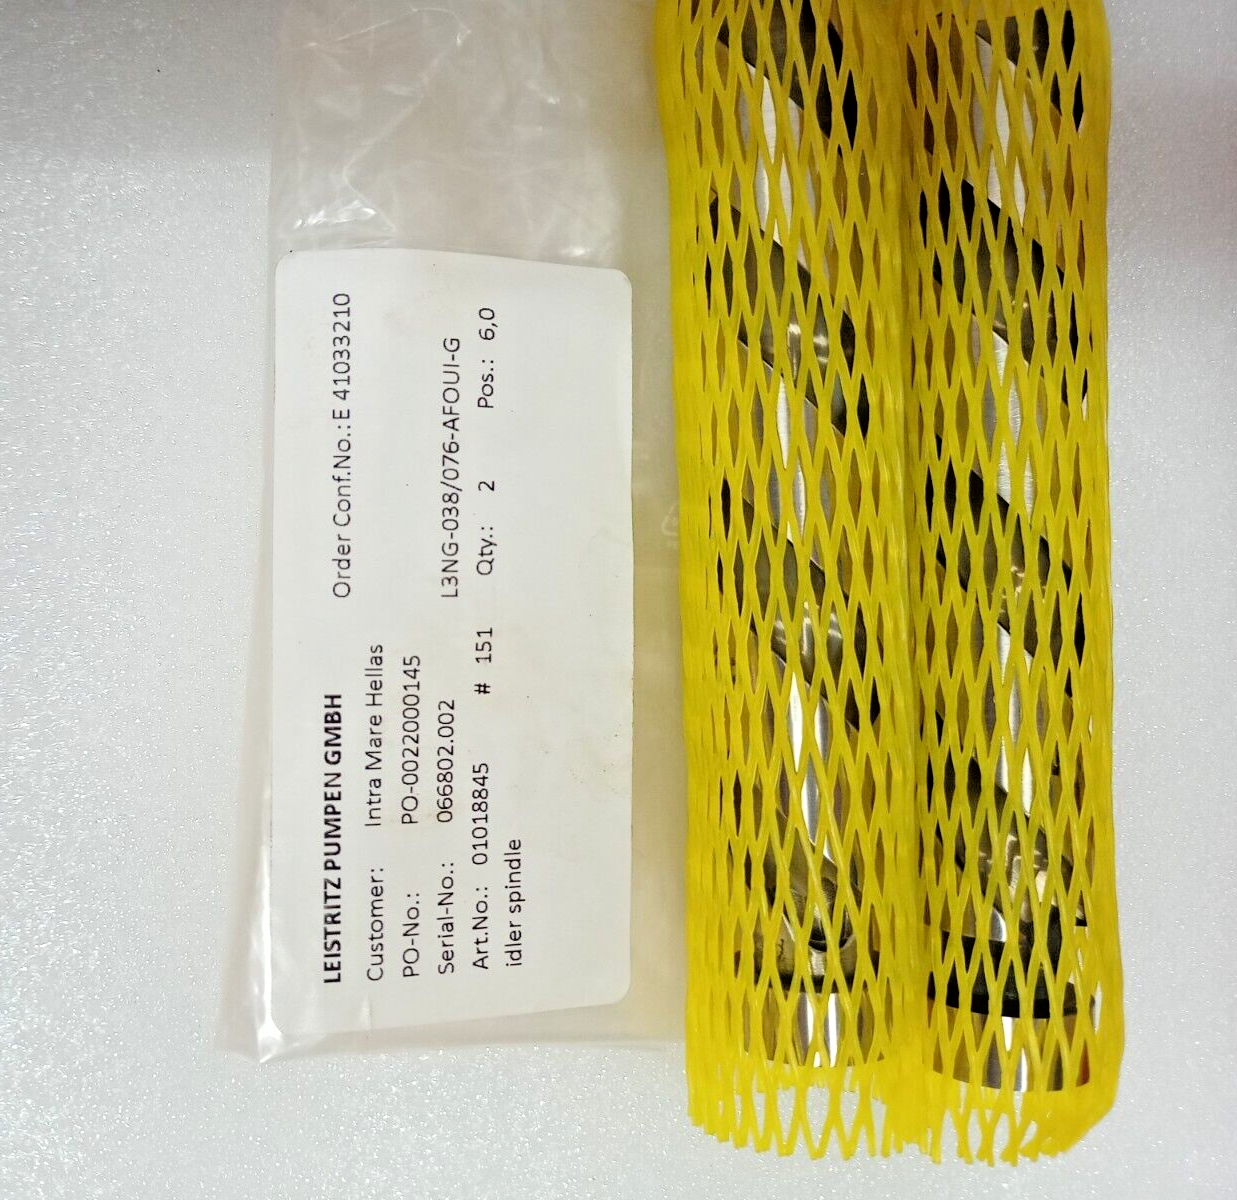 LEISTRITZ PUMPEN GMBH Order Conf.No.: E 41033210
Customer: Intra Mare Hellas
PO-No.: PO-0022000145
Serial-No.: 066802.002 L3NG-038/076-AFOUI-G
Art.No.: 01018845 # 151 Qty.: 2 Pos.: 6,0
idler spindle